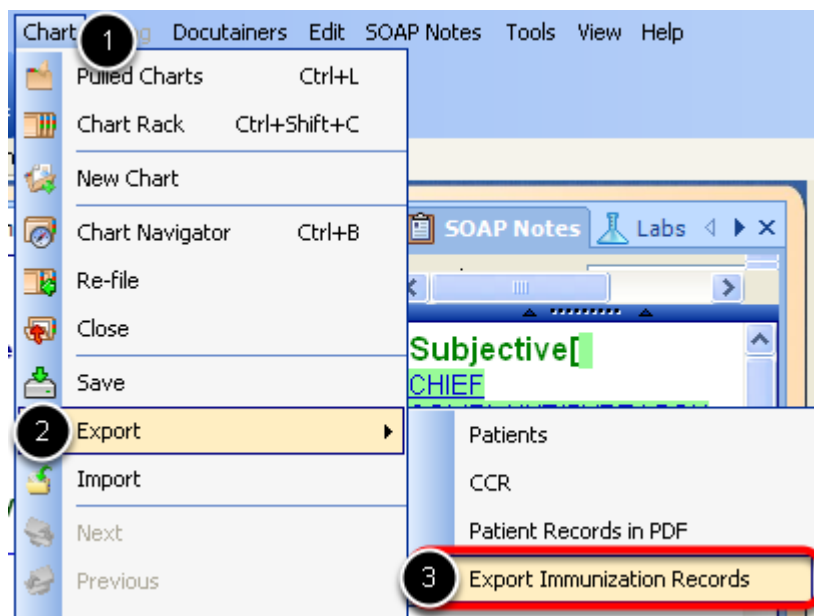 Chart Docutainers Edit SOAP Notes Tools View Help
1
Pulled Charts Ctrl+L
Chart Rack Ctrl+Shift+C
New Chart
Chart Navigator Ctrl+B
SOAP Notes Labs
Re-file
Close
Subjective[
Save
CHIEF
2 Export
Patients
Import
CCR
Next
Patient Records in PDF
Previous
3 Export Immunization Records